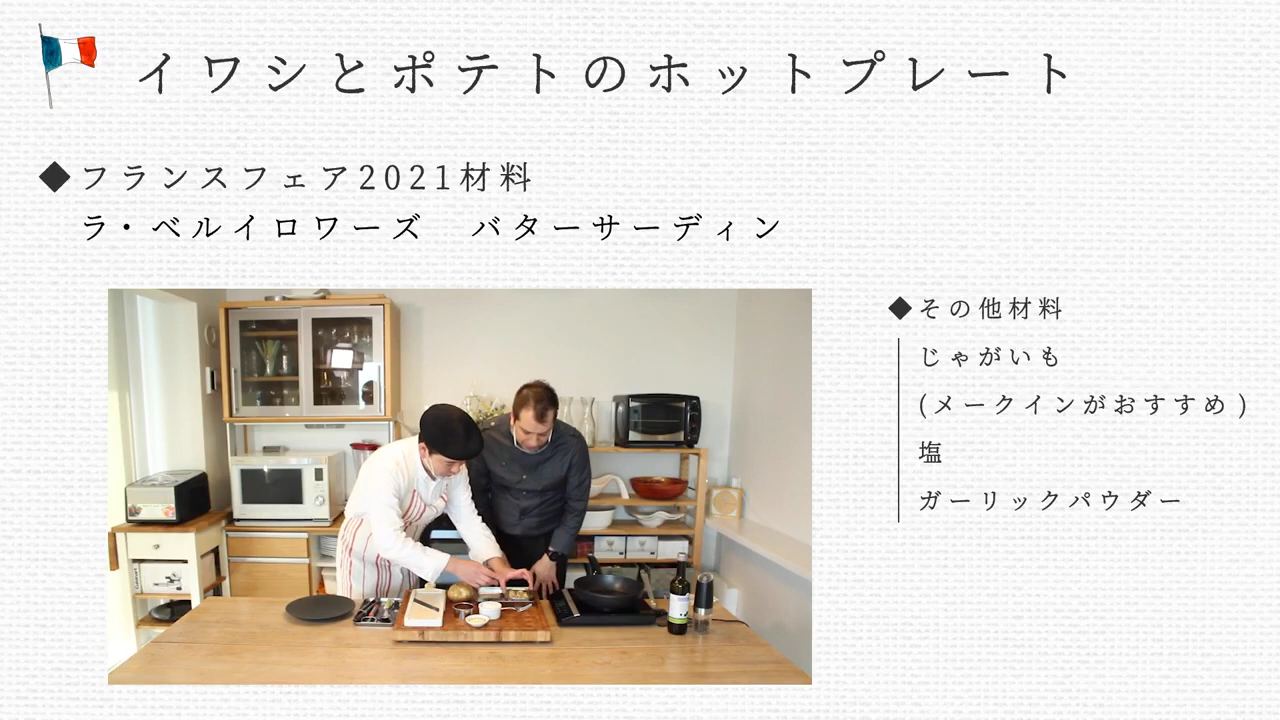 イワシとポテトのホットプレート
◆フランスフェア2021材料
ラ・ベルイロワーズ　バターサーディン
◆その他材料
じゃがいも
(メークインがおすすめ)
塩
ガーリックパウダー